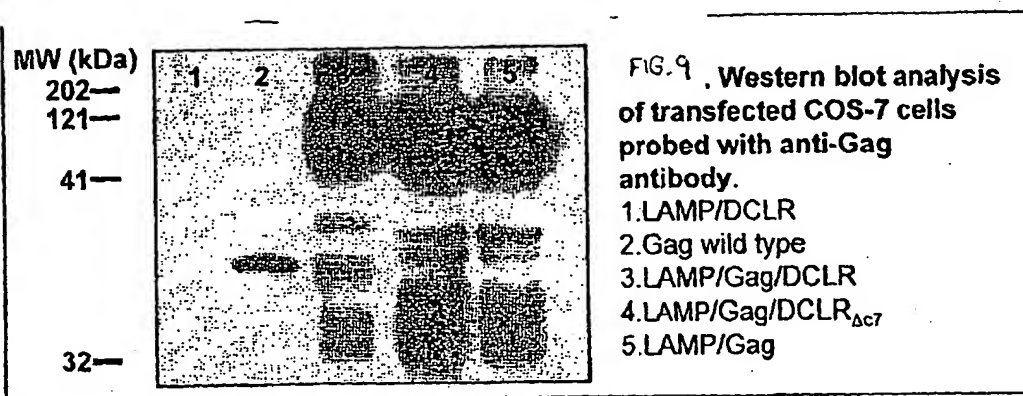 MW (kDa)
202
121
41
32
1 2 3 4 5
FIG. 9 . Western blot analysis
of transfected COS-7 cells
probed with anti-Gag
antibody.
1.LAMP/DCLR
2.Gag wild type
3.LAMP/Gag/DCLR
4.LAMP/Gag/DCLRΔc7
5.LAMP/Gag